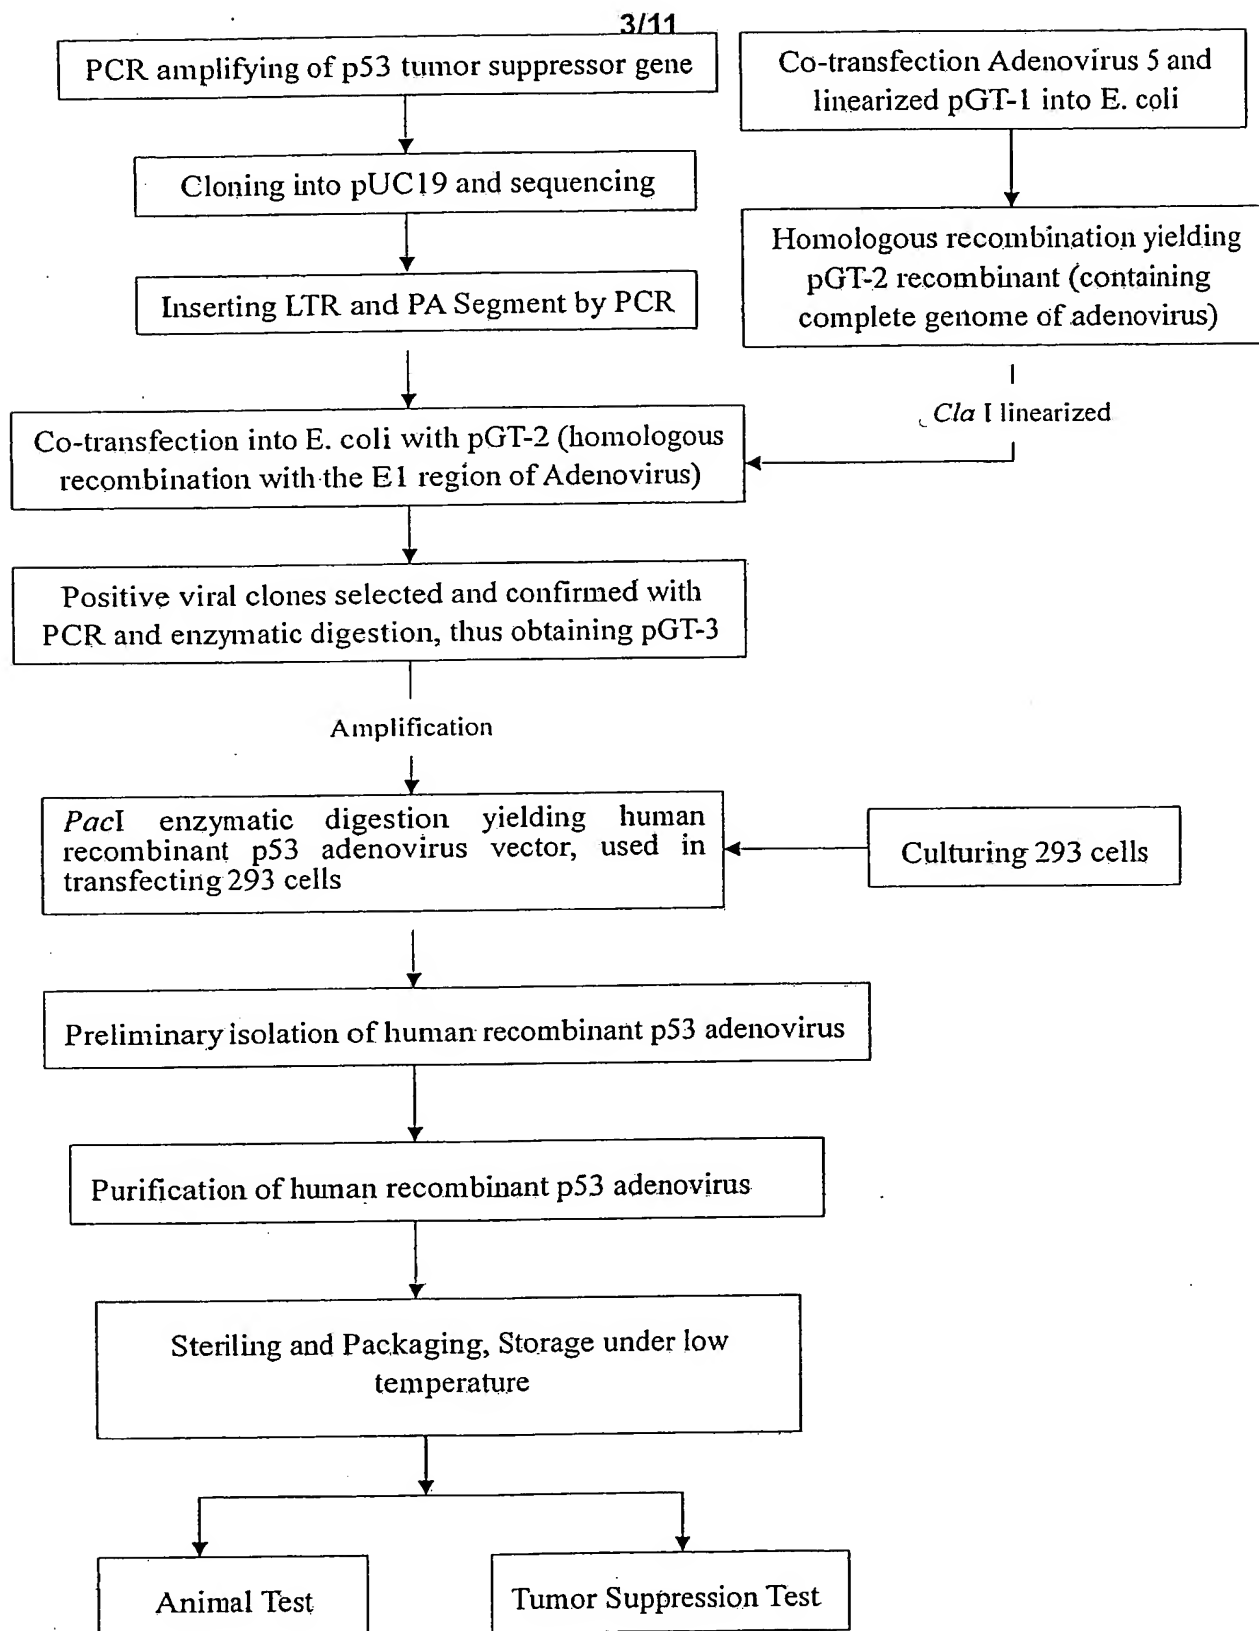 3/11
PCR amplifying of p53 tumor suppressor gene
Co-transfection Adenovirus 5 and
linearized pGT-1 into E. coli
Cloning into pUC19 and sequencing
Homologous recombination yielding
pGT-2 recombinant (containing
complete genome of adenovirus)
Inserting LTR and PA Segment by PCR
Cla I linearized
Co-transfection into E. coli with pGT-2 (homologous
recombination with the E1 region of Adenovirus)
Positive viral clones selected and confirmed with
PCR and enzymatic digestion, thus obtaining pGT-3
Amplification
PacI enzymatic digestion yielding human
recombinant p53 adenovirus vector, used in
transfecting 293 cells
Culturing 293 cells
Preliminary isolation of human recombinant p53 adenovirus
Purification of human recombinant p53 adenovirus
Steriling and Packaging, Storage under low
temperature
Animal Test
Tumor Suppression Test